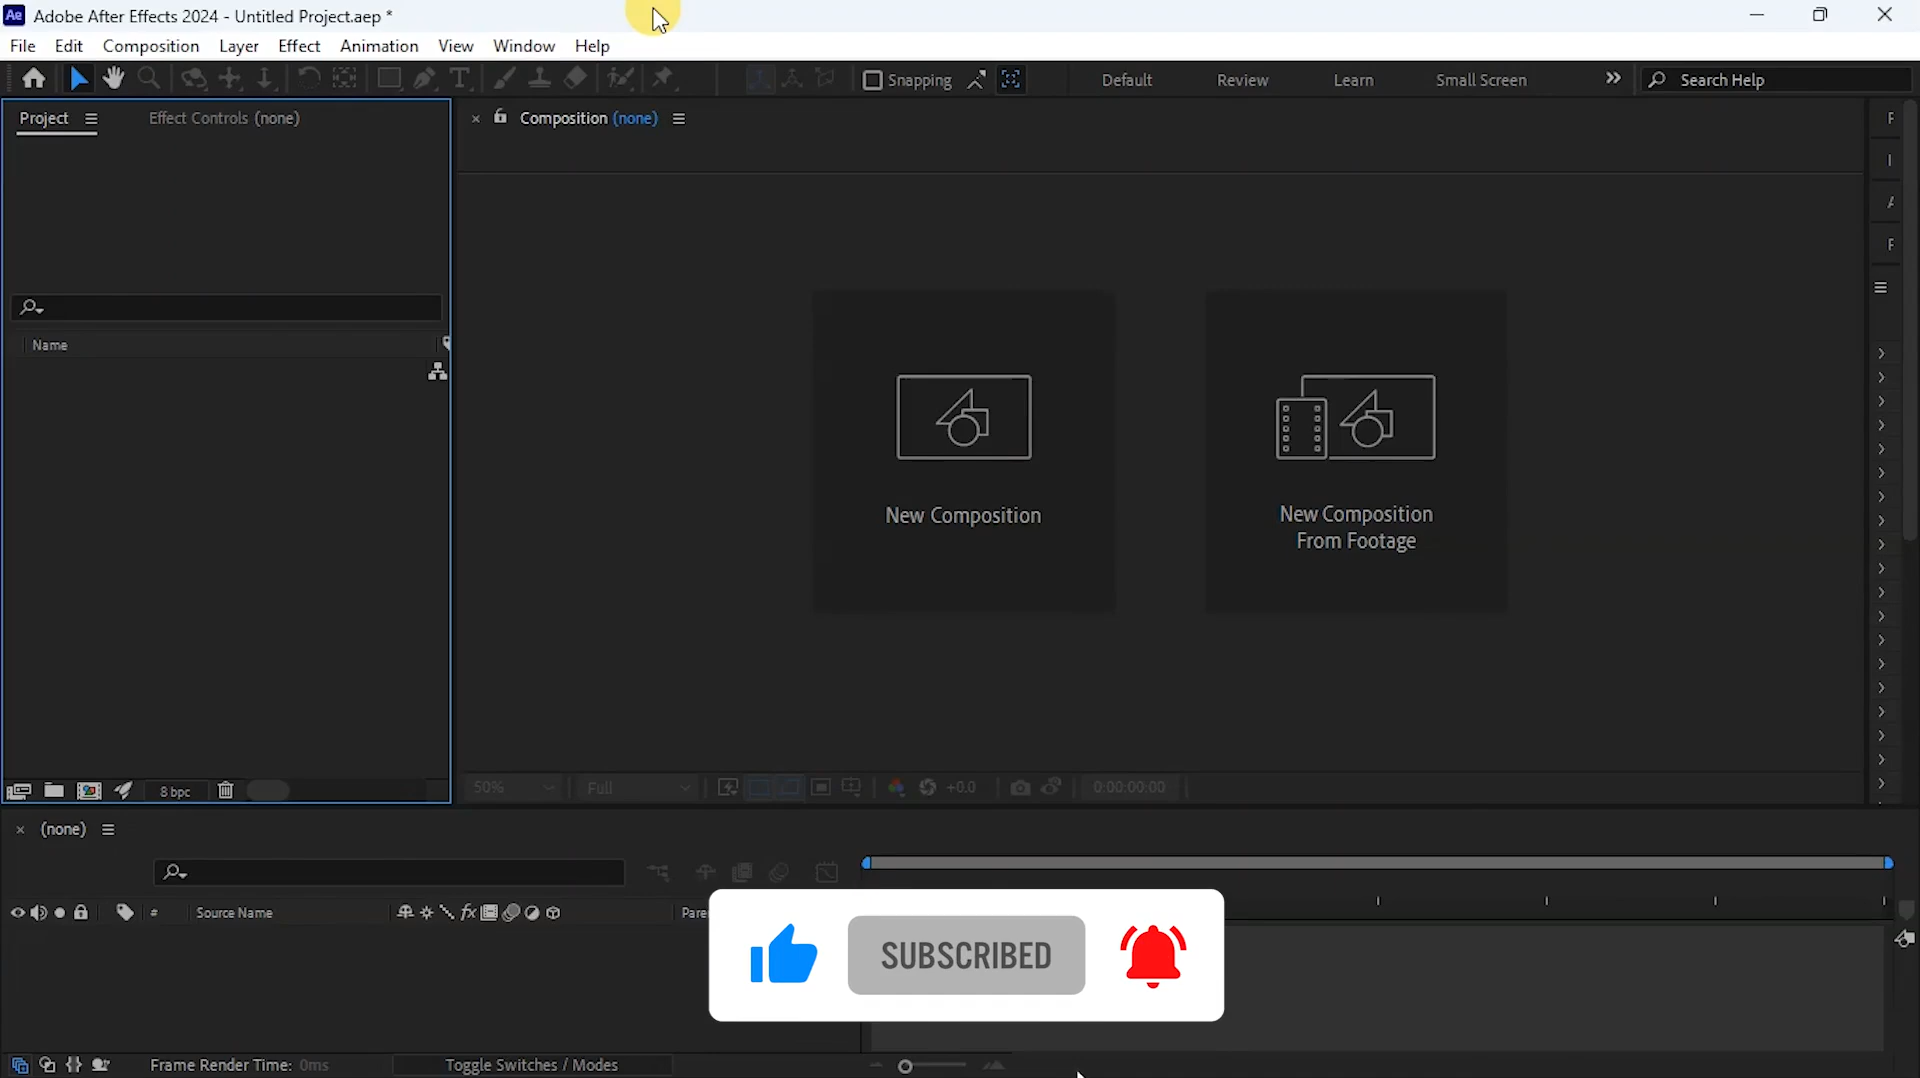 Ae Adobe After Effects 2024 - Untitled Project.aep *
File Edit Composition Layer Effect Animation View Window Help
Snapping Default Review Learn Small Screen Search Help
Project Effect Controls (none) Composition (none)
Name
New Composition
New Composition
From Footage
8 bpc 50% Full +0.0 0:00:00:00
(none)
# Source Name fx Pare
SUBSCRIBED
Frame Render Time: 0ms Toggle Switches / Modes